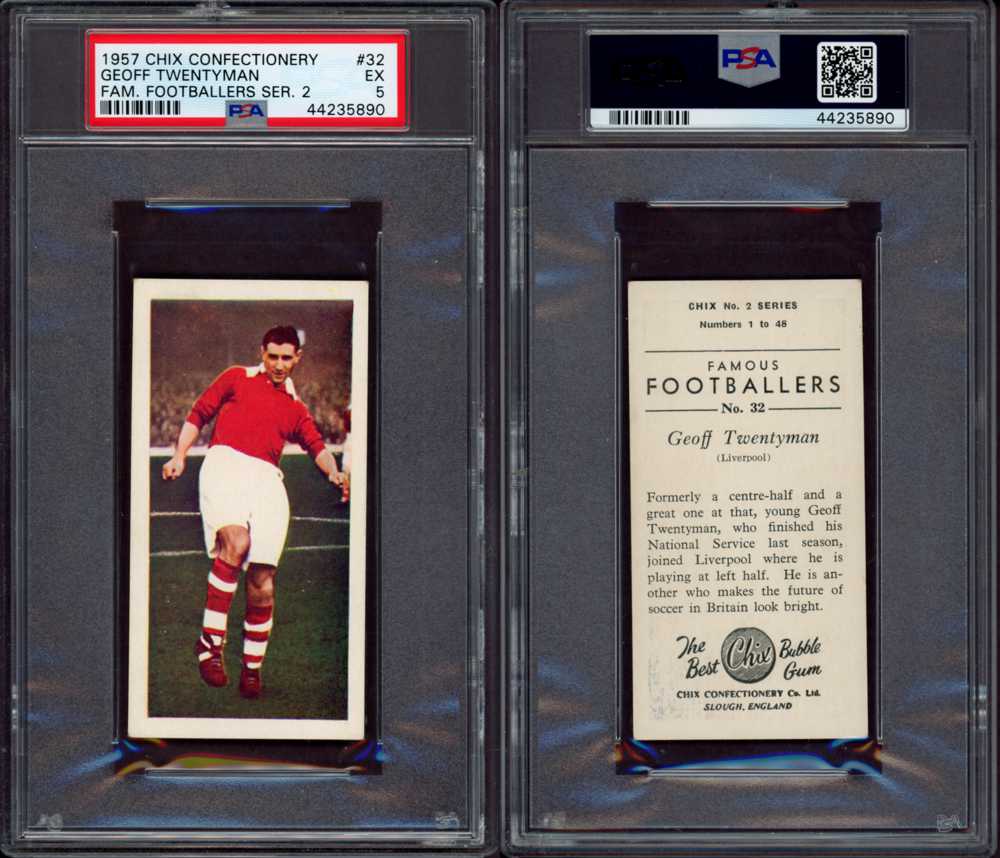 1957 CHIX CONFECTIONERY #32
GEOFF TWENTYMAN EX
FAM. FOOTBALLERS SER. 2 5
PSA 44235890
PSA
44235890
CHIX No. 2 SERIES
Numbers 1 to 48
FAMOUS
FOOTBALLERS
No. 32
Geoff Twentyman
(Liverpool)
Formerly a centre-half and a
great one at that, young Geoff
Twentyman, who finished his
National Service last season,
joined Liverpool where he is
playing at left half. He is an-
other who makes the future of
soccer in Britain look bright.
The Best Chix Bubble Gum
CHIX CONFECTIONERY Co. Ltd.
SLOUGH, ENGLAND